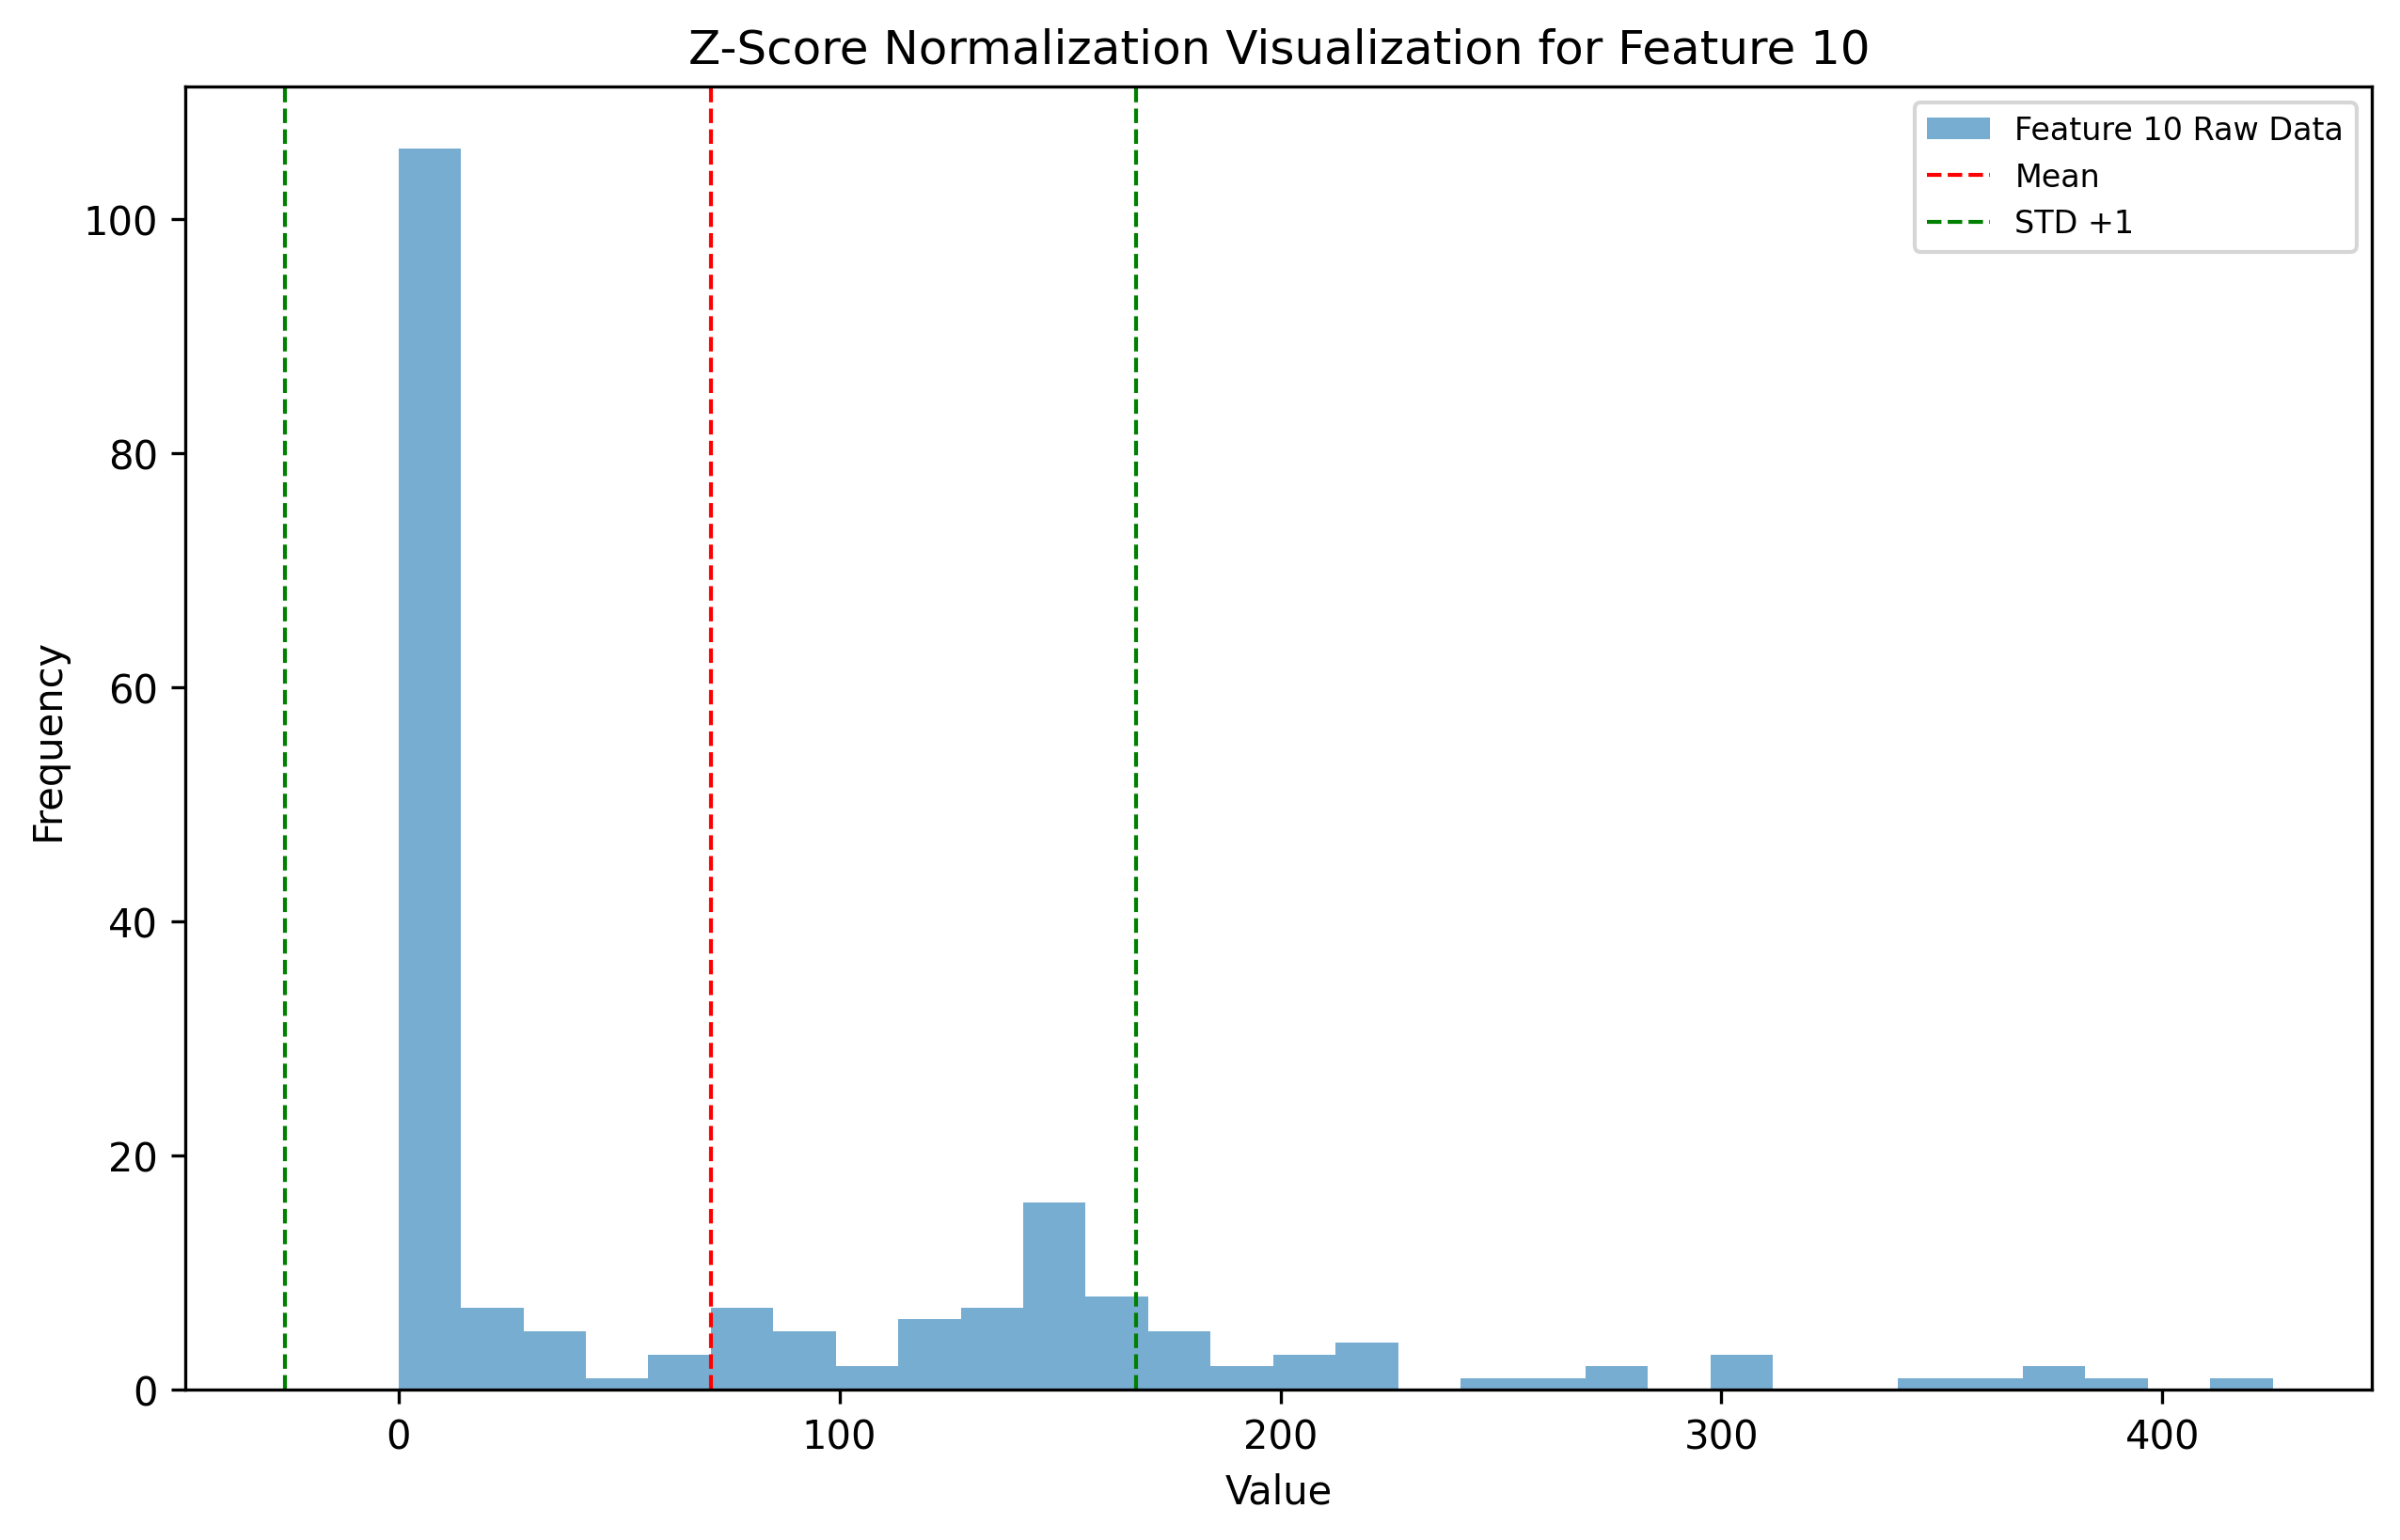 Z-Score Normalization Visualization for Feature 10
Feature 10 Raw Data
Mean
STD +1
Frequency
100
80
60
40
20
0
0 100 200 300 400
Value